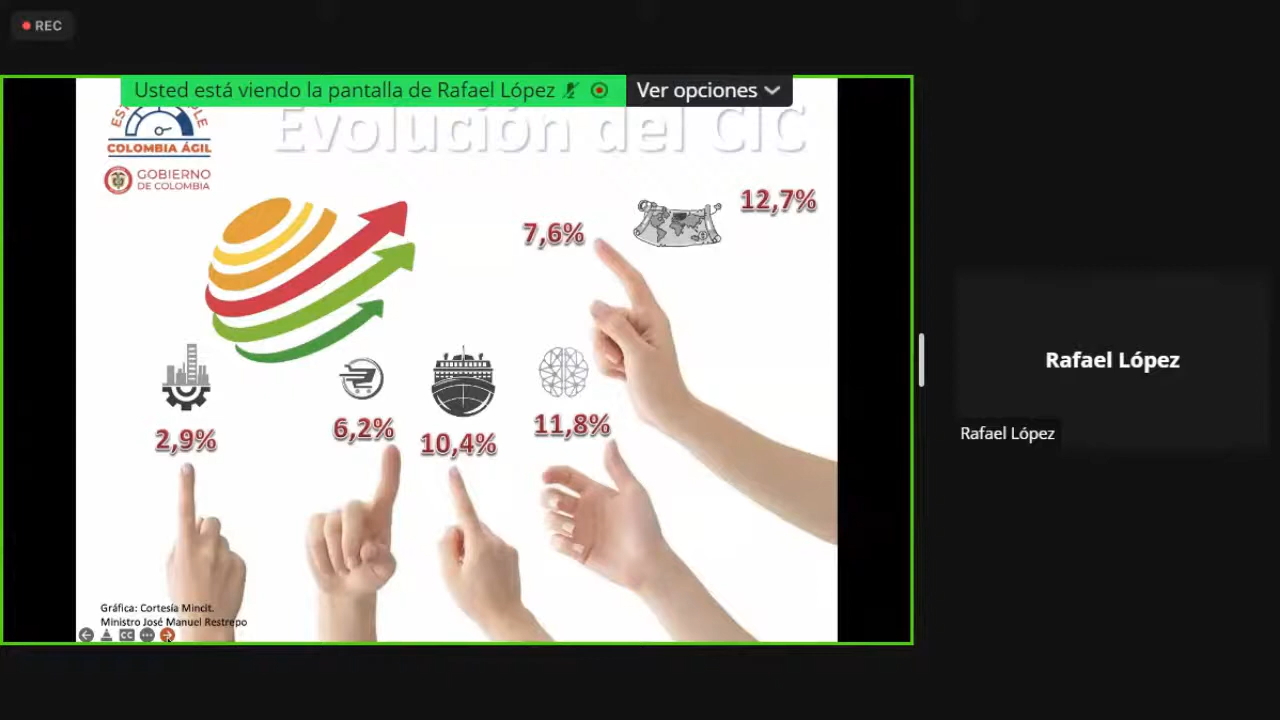 REC
Usted está viendo la pantalla de Rafael López
Ver opciones
Evolución del CIC
COLOMBIA ÁGIL
GOBIERNO
DE COLOMBIA
12,7%
7,6%
2,9%
6,2%
10,4%
11,8%
Rafael López
Rafael López
Gráfica: Cortesía Mincit.
Ministro José Manuel Restrepo
CC